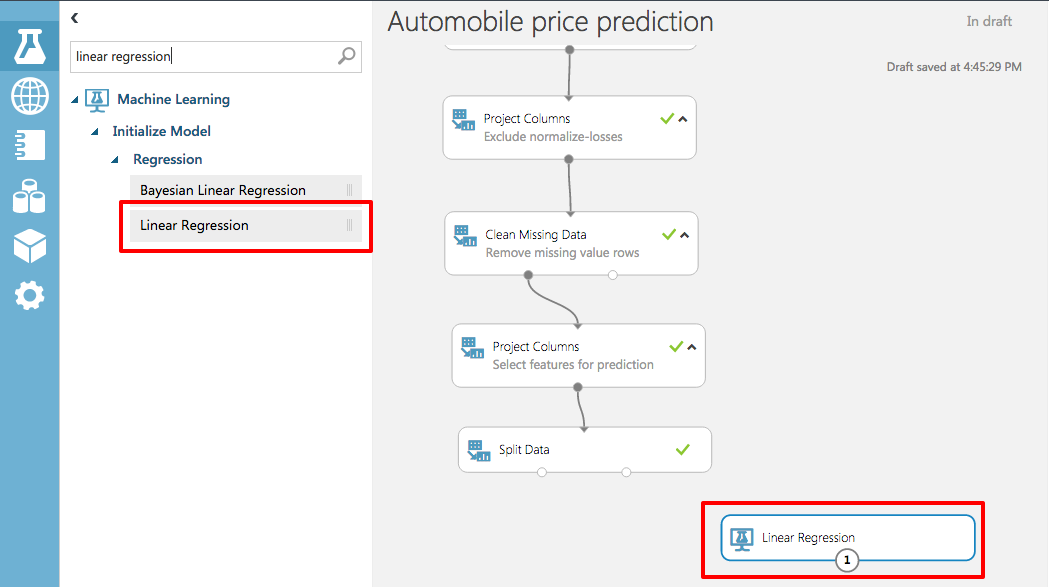 linear regression
Machine Learning
Initialize Model
Regression
Bayesian Linear Regression
Linear Regression
Automobile price prediction
In draft
Draft saved at 4:45:29 PM
Project Columns
Exclude normalize-losses
Clean Missing Data
Remove missing value rows
Project Columns
Select features for prediction
Split Data
Linear Regression
1